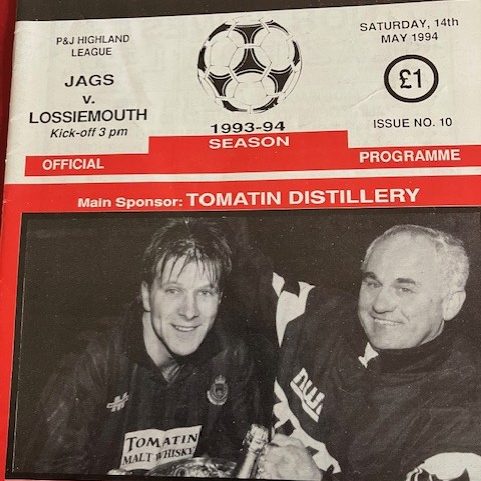 P&J HIGHLAND
LEAGUE
JAGS
v.
LOSSIEMOUTH
Kick-off 3 pm
1993-94
SEASON
SATURDAY, 14th
MAY 1994
£1
ISSUE NO. 10
OFFICIAL
PROGRAMME
Main Sponsor: TOMATIN DISTILLERY
TOMATIN
MALT WHISKY